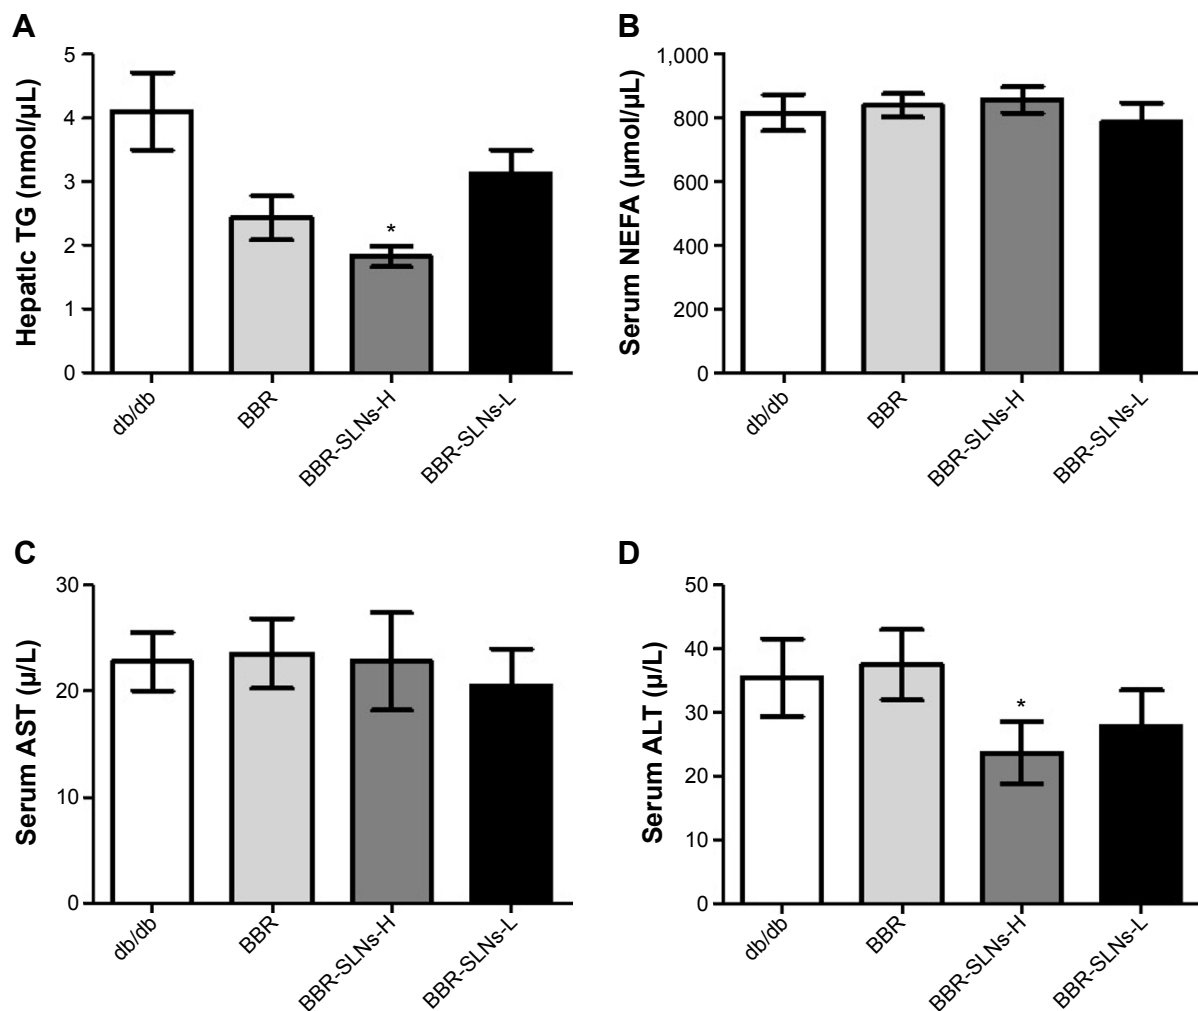 A
Hepatic TG (nmol/µL)
5
4
3
2
1
0
*
db/db
BBR
BBR-SLNs-H
BBR-SLNs-L
B
Serum NEFA (µmol/µL)
1,000
800
600
400
200
0
db/db
BBR
BBR-SLNs-H
BBR-SLNs-L
C
Serum AST (µ/L)
30
20
10
0
db/db
BBR
BBR-SLNs-H
BBR-SLNs-L
D
Serum ALT (µ/L)
50
40
30
20
10
0
*
db/db
BBR
BBR-SLNs-H
BBR-SLNs-L